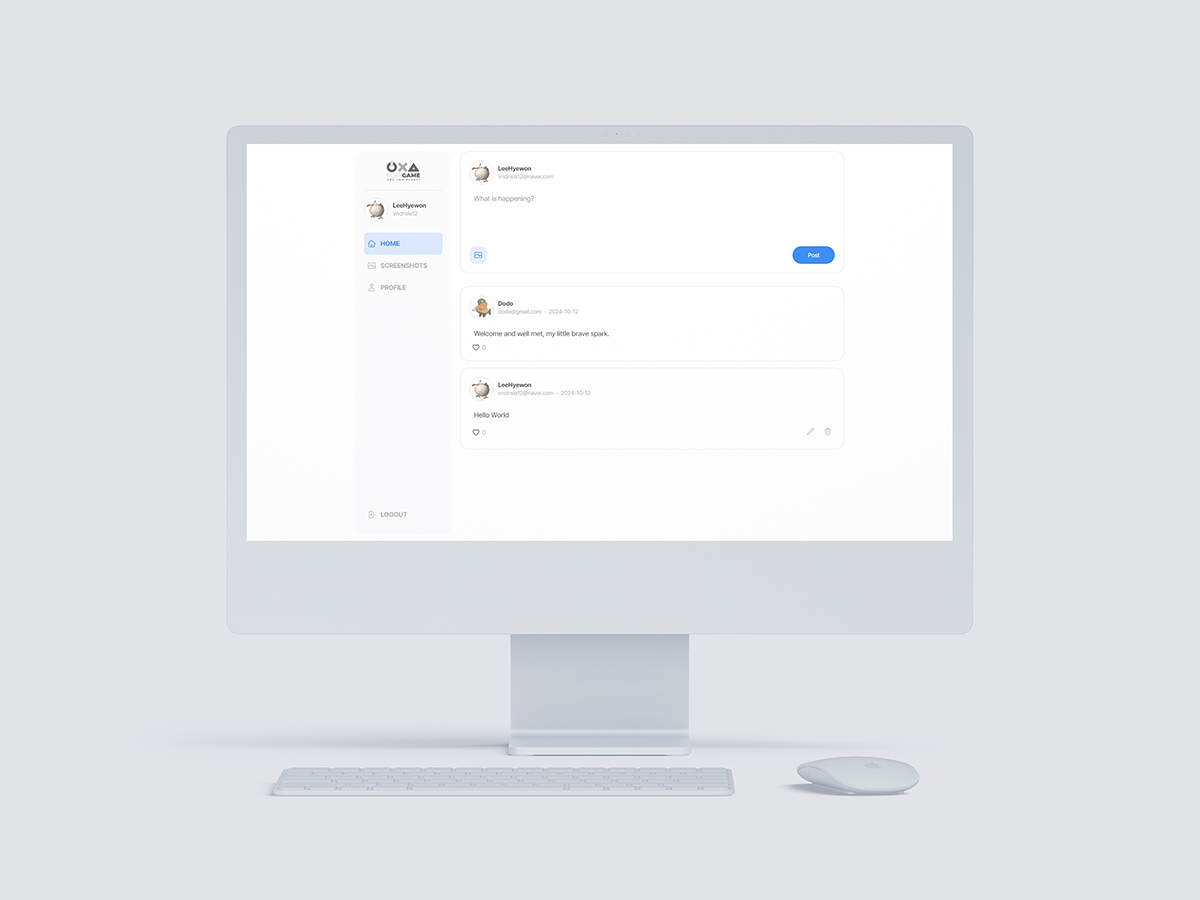 GAME
LeeHyewon
vndnsls12
HOME
SCREENSHOTS
PROFILE
LOGOUT
LeeHyewon
vndnsls12@naver.com
What is happening?
Post
Dodo
dodo@gmail.com - 2024-10-12
Welcome and well met, my little brave spark.
0
LeeHyewon
vndnsls12@naver.com - 2024-10-12
Hello World
0